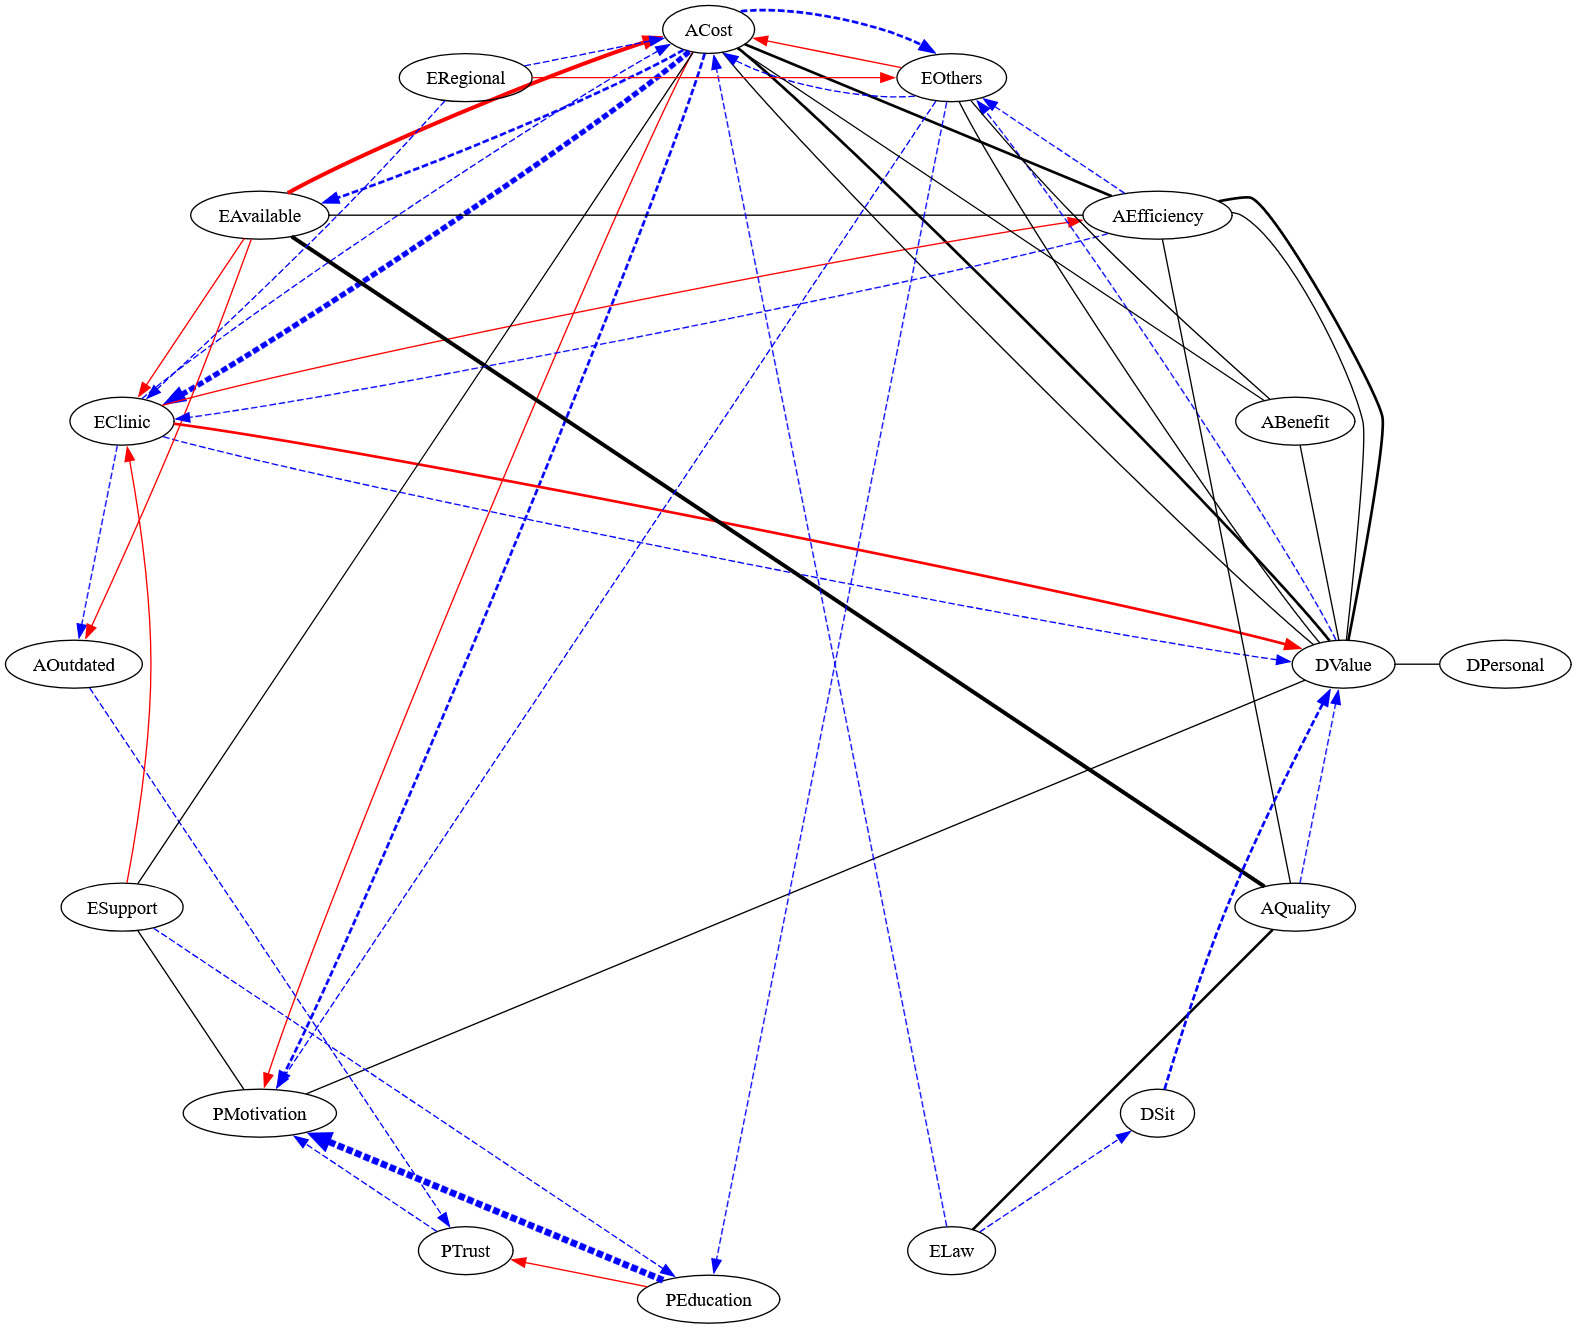 ACost
ERegional
EOthers
EAvailable
AEfficiency
EClinic
ABenefit
AOutdated
DValue
DPersonal
ESupport
AQuality
PMotivation
DSit
PTrust
ELaw
PEducation